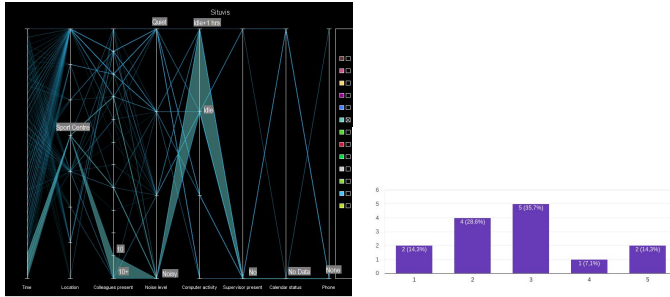 Situvis
Quiet
Idle+1 hrs
Sport Centre
Idle
10
10+
Noisy
No
No Data
None
Time
Location
Colleagues present
Noise level
Computer activity
Supervisor present
Calendar status
Phone
6
5
4
3
2
1
0
2 (14,3%)
4 (28,6%)
5 (35,7%)
1 (7,1%)
2 (14,3%)
1
2
3
4
5